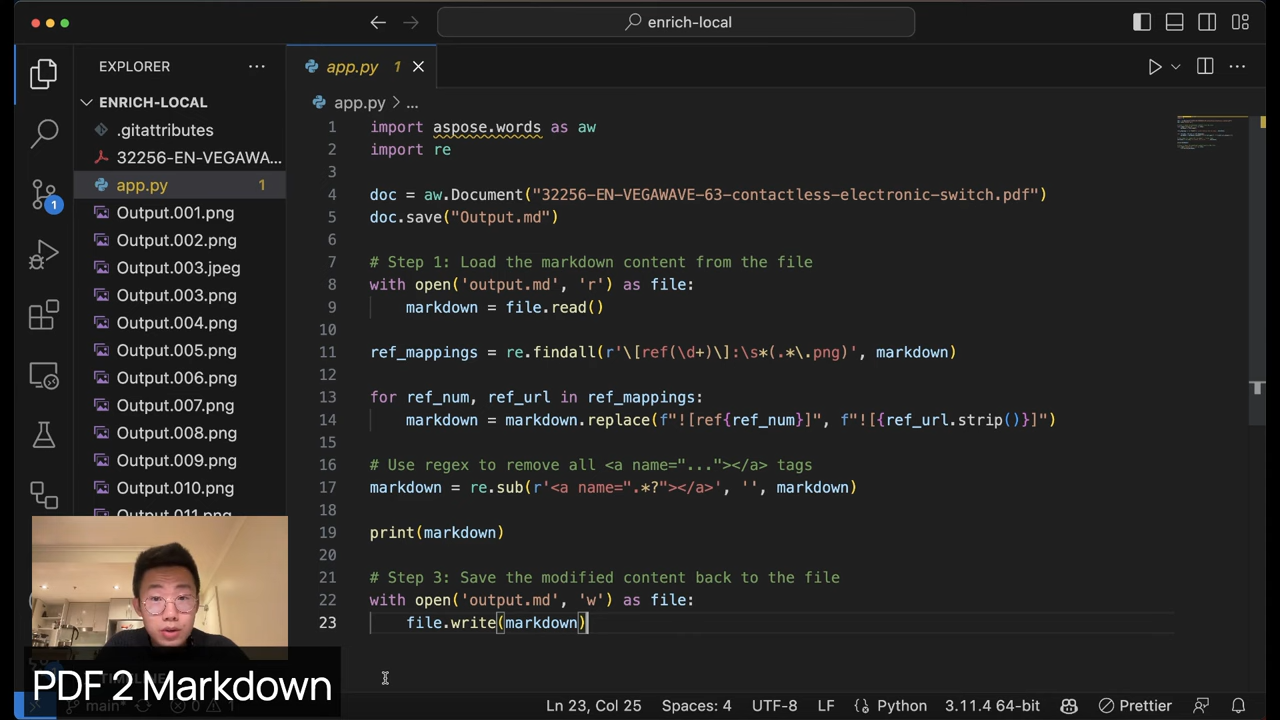 enrich-local
EXPLORER
ENRICH-LOCAL
.gitattributes
32256-EN-VEGAWA...
app.py 1
Output.001.png
Output.002.png
Output.003.jpeg
Output.003.png
Output.004.png
Output.005.png
Output.006.png
Output.007.png
Output.008.png
Output.009.png
Output.010.png
Output.011.png
1
app.py 1
app.py > ...
1 import aspose.words as aw
2 import re
3
4 doc = aw.Document("32256-EN-VEGAWAVE-63-contactless-electronic-switch.pdf")
5 doc.save("Output.md")
6
7 # Step 1: Load the markdown content from the file
8 with open('output.md', 'r') as file:
9     markdown = file.read()
10
11 ref_mappings = re.findall(r'\[ref(\d+)\]:\s*(.*\.png)', markdown)
12
13 for ref_num, ref_url in ref_mappings:
14     markdown = markdown.replace(f"![ref{ref_num}]", f"![{ref_url.strip()}]")
15
16 # Use regex to remove all <a name="..."></a> tags
17 markdown = re.sub(r'<a name=".*?"></a>', '', markdown)
18
19 print(markdown)
20
21 # Step 3: Save the modified content back to the file
22 with open('output.md', 'w') as file:
23     file.write(markdown)
PDF 2 Markdown
main* 0 1
Ln 23, Col 25 Spaces: 4 UTF-8 LF {} Python 3.11.4 64-bit Prettier